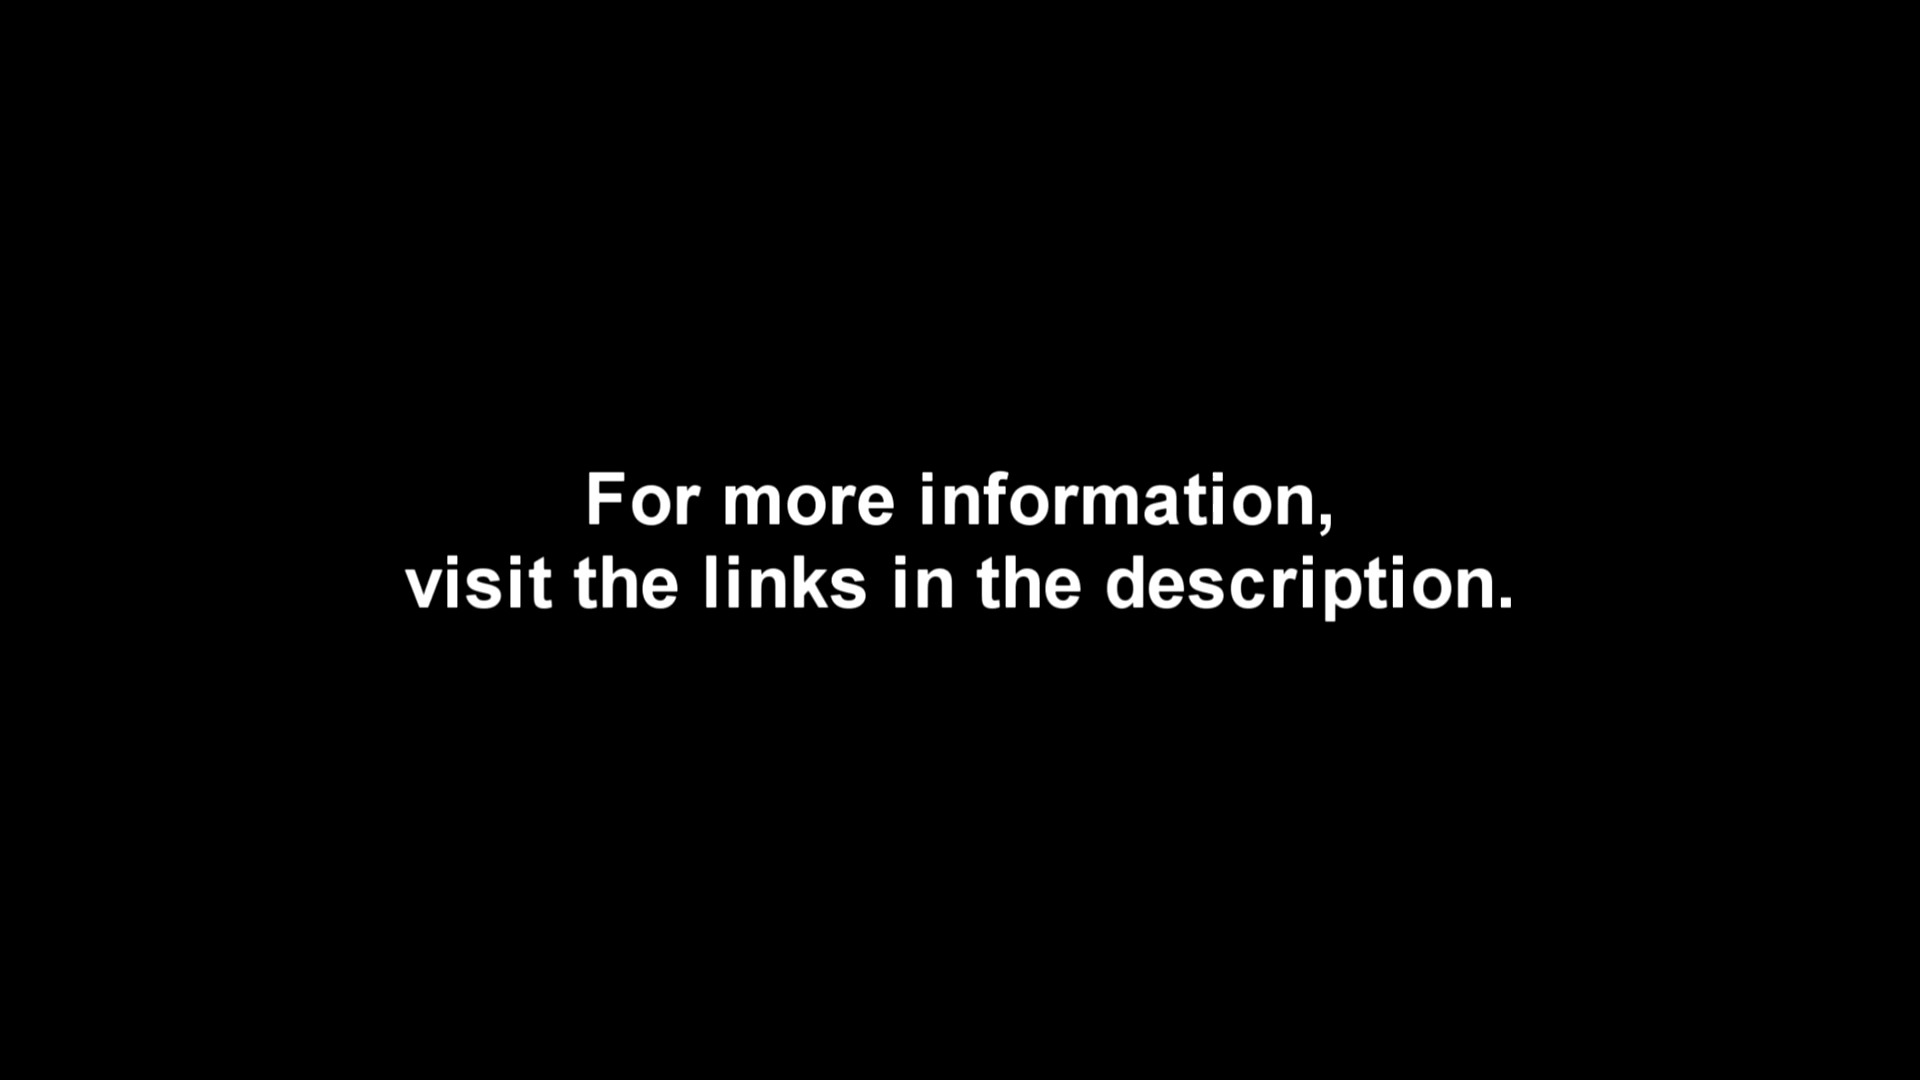 For more information,
visit the links in the description.